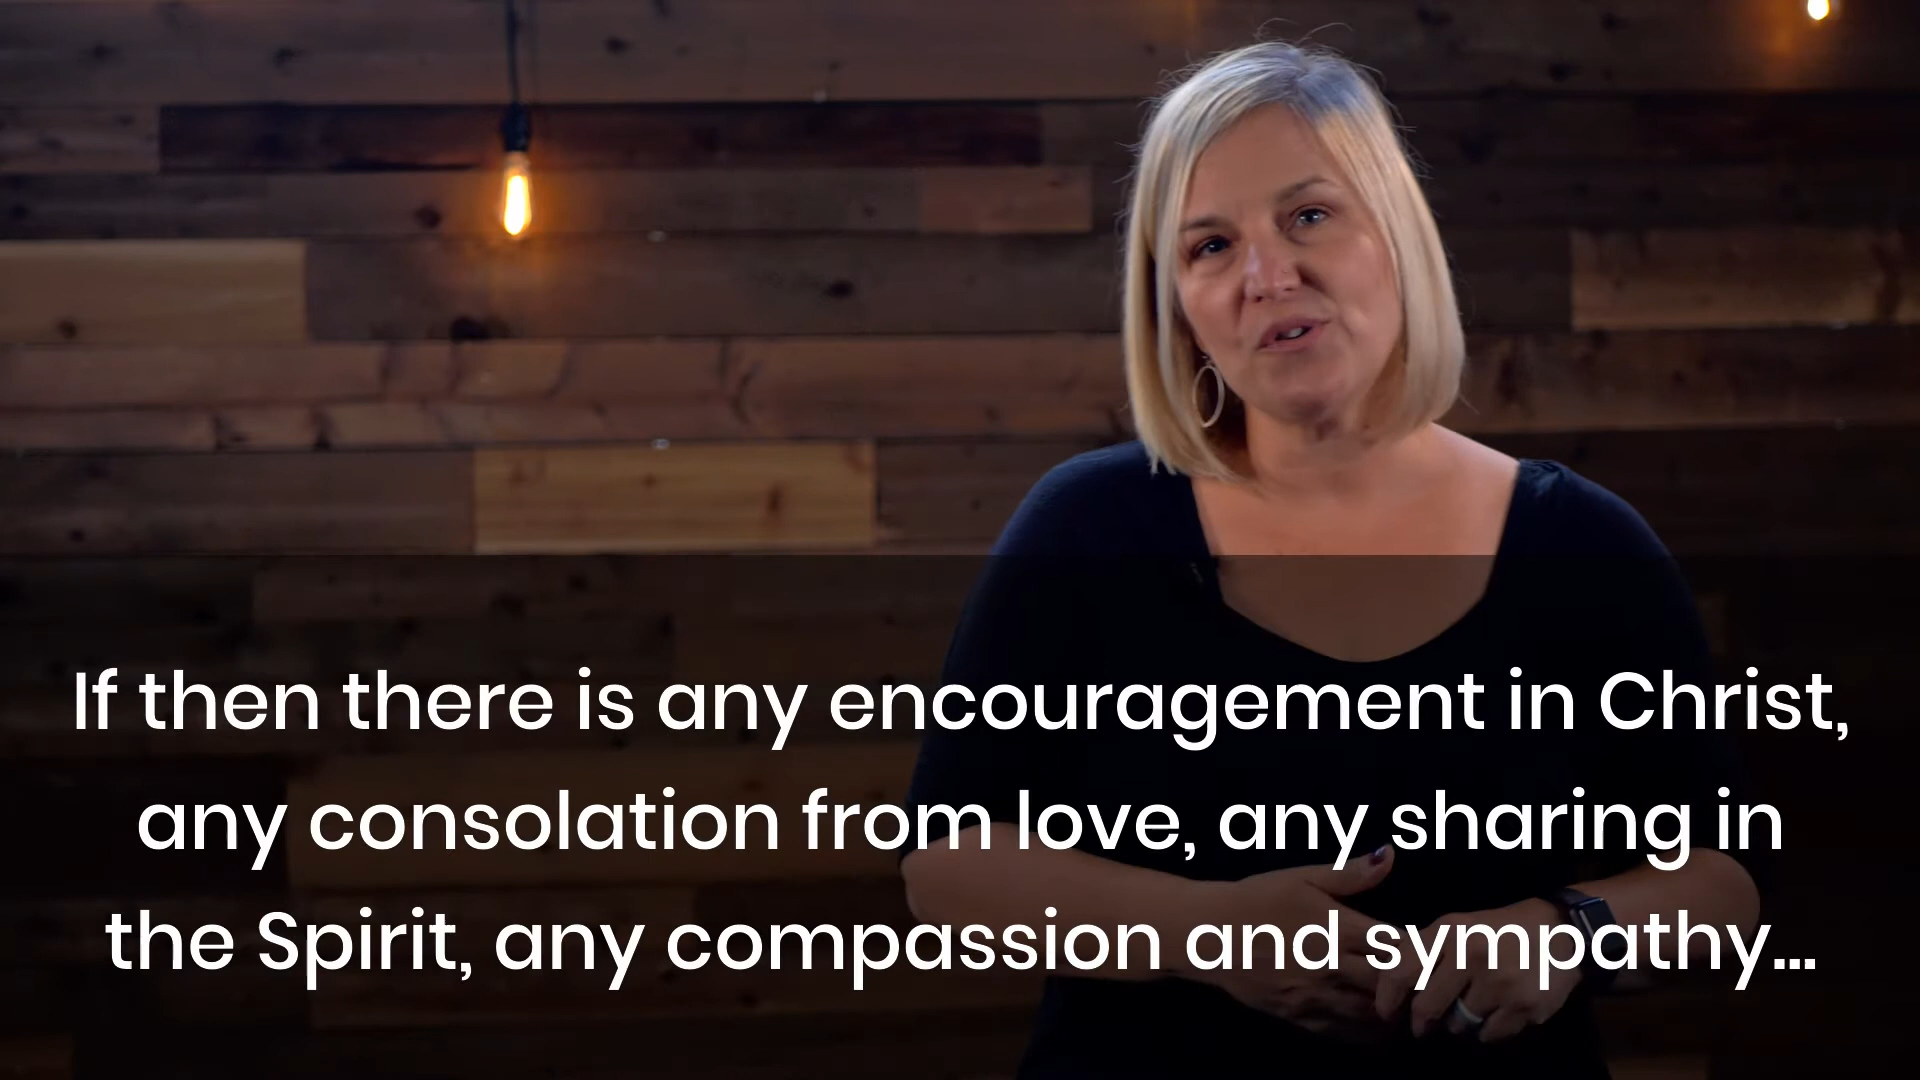 If then there is any encouragement in Christ,
any consolation from love, any sharing in
the Spirit, any compassion and sympathy...